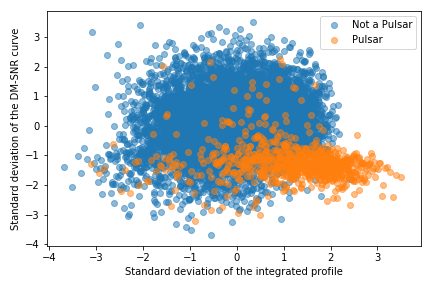 Not a Pulsar
Pulsar
Standard deviation of the DM-SNR curve
3
2
1
0
−1
−2
−3
−4
−4 −3 −2 −1 0 1 2 3
Standard deviation of the integrated profile